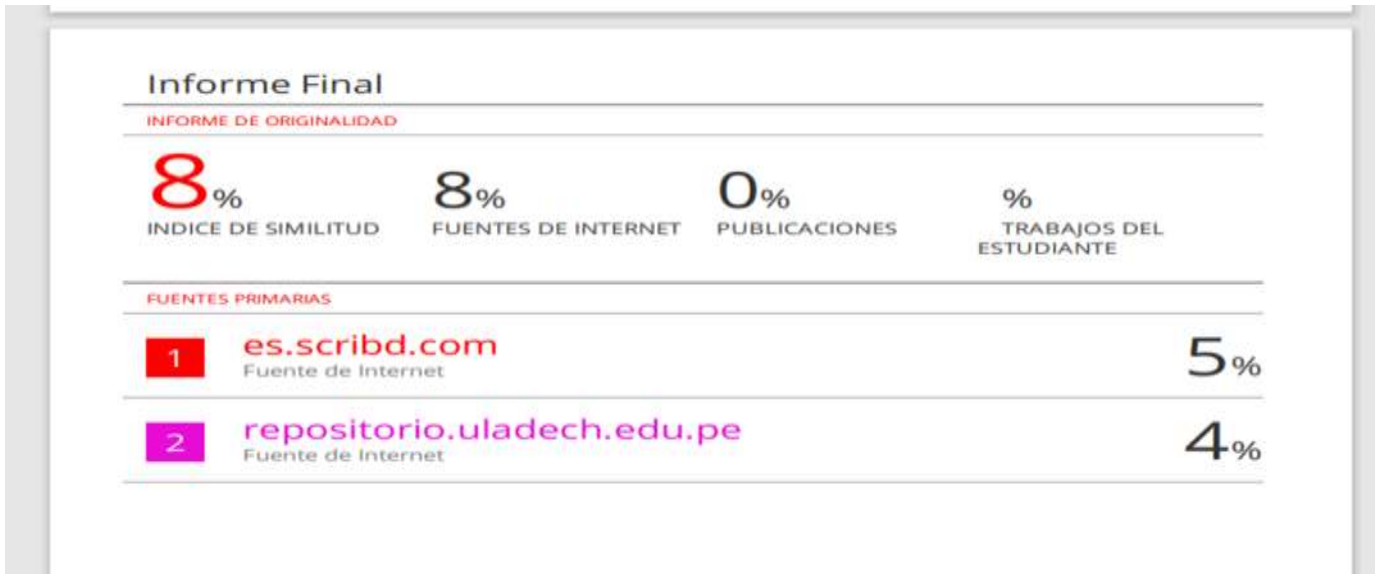 Informe Final
INFORME DE ORIGINALIDAD
8%
INDICE DE SIMILITUD
8%
FUENTES DE INTERNET
0%
PUBLICACIONES
%
TRABAJOS DEL
ESTUDIANTE
FUENTES PRIMARIAS
1
es.scribd.com
Fuente de Internet
5%
2
repositorio.uladech.edu.pe
Fuente de Internet
4%